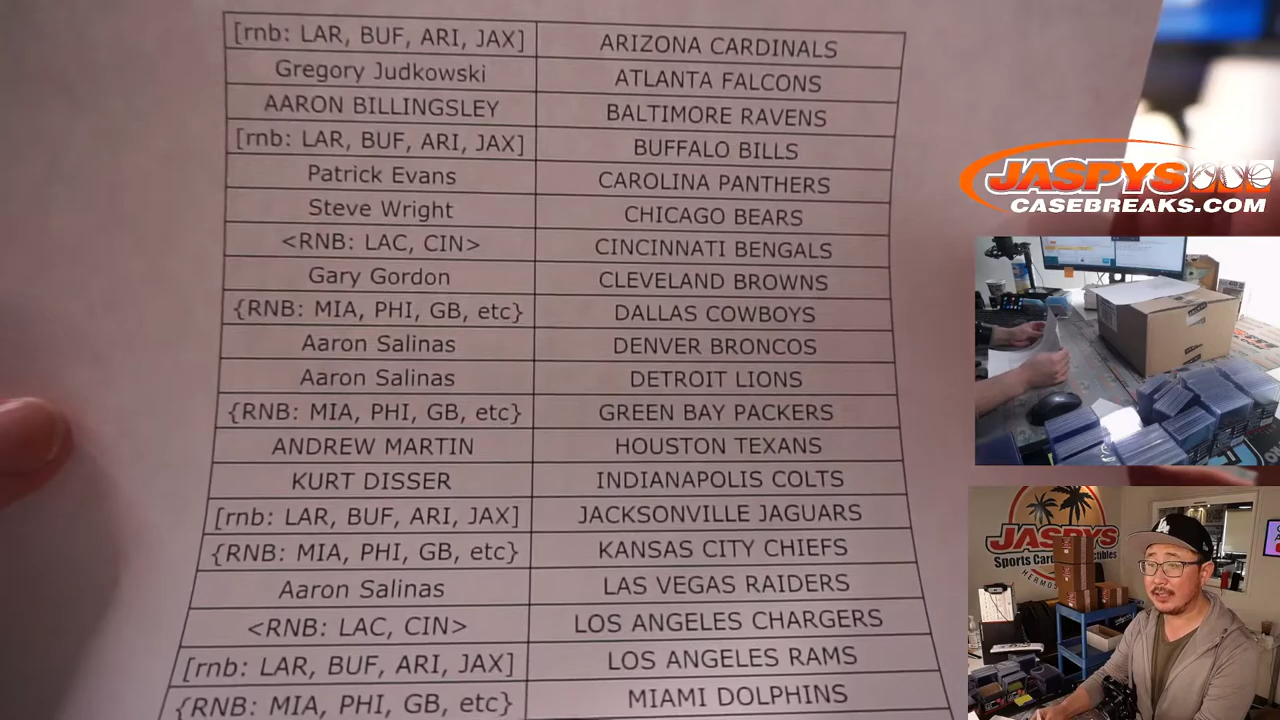 [rnb: LAR, BUF, ARI, JAX] ARIZONA CARDINALS
Gregory Judkowski ATLANTA FALCONS
AARON BILLINGSLEY BALTIMORE RAVENS
[rnb: LAR, BUF, ARI, JAX] BUFFALO BILLS
Patrick Evans CAROLINA PANTHERS
Steve Wright CHICAGO BEARS
<RNB: LAC, CIN> CINCINNATI BENGALS
Gary Gordon CLEVELAND BROWNS
{RNB: MIA, PHI, GB, etc} DALLAS COWBOYS
Aaron Salinas DENVER BRONCOS
Aaron Salinas DETROIT LIONS
{RNB: MIA, PHI, GB, etc} GREEN BAY PACKERS
ANDREW MARTIN HOUSTON TEXANS
KURT DISSER INDIANAPOLIS COLTS
[rnb: LAR, BUF, ARI, JAX] JACKSONVILLE JAGUARS
{RNB: MIA, PHI, GB, etc} KANSAS CITY CHIEFS
Aaron Salinas LAS VEGAS RAIDERS
<RNB: LAC, CIN> LOS ANGELES CHARGERS
[rnb: LAR, BUF, ARI, JAX] LOS ANGELES RAMS
{RNB: MIA, PHI, GB, etc} MIAMI DOLPHINS
JASPYS
CASEBREAKS.COM
JASPYS
Sports Car
LA